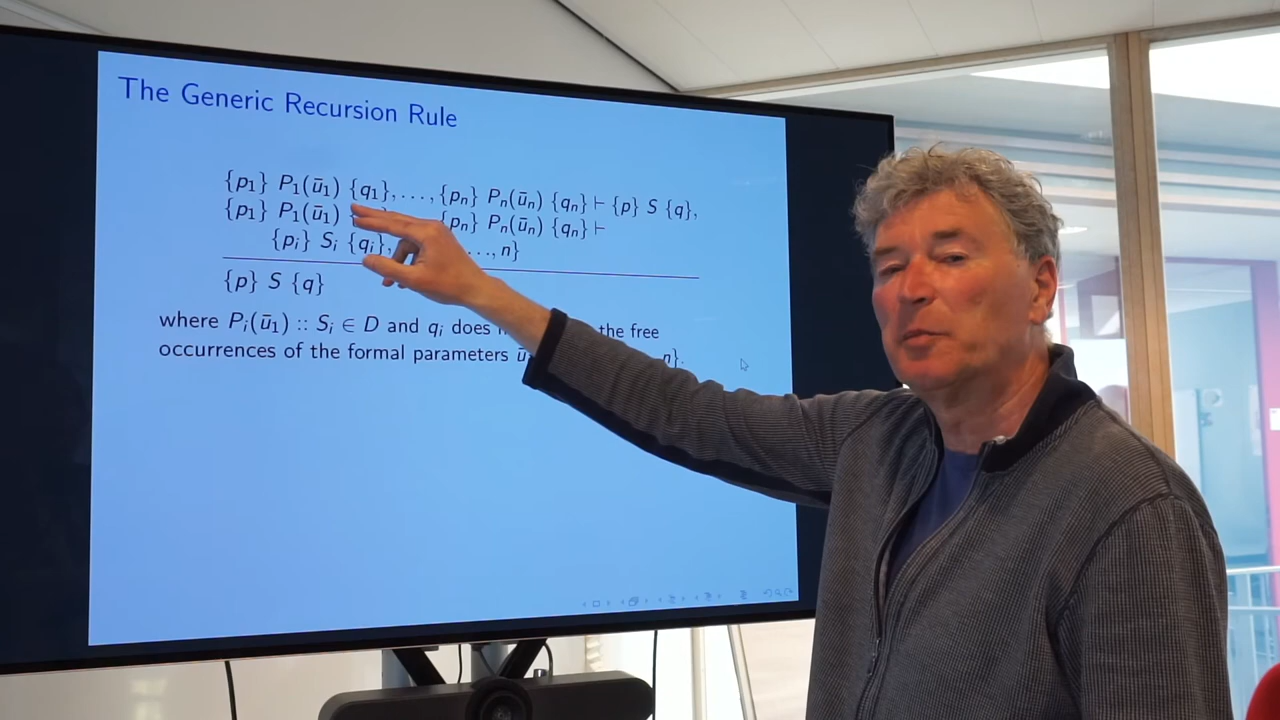 The Generic Recursion Rule
{p₁} P₁(ū₁) {q₁}, . . . , {pₙ} Pₙ(ūₙ) {qₙ} ⊢ {p} S {q},
{p₁} P₁(ū₁) {pₙ} Pₙ(ūₙ) {qₙ} ⊢
{pᵢ} Sᵢ {qᵢ}, . . . , n}
{p} S {q}
where Pᵢ(ū₁) :: Sᵢ ∈ D and qᵢ does the free
occurrences of the formal parameters n}.